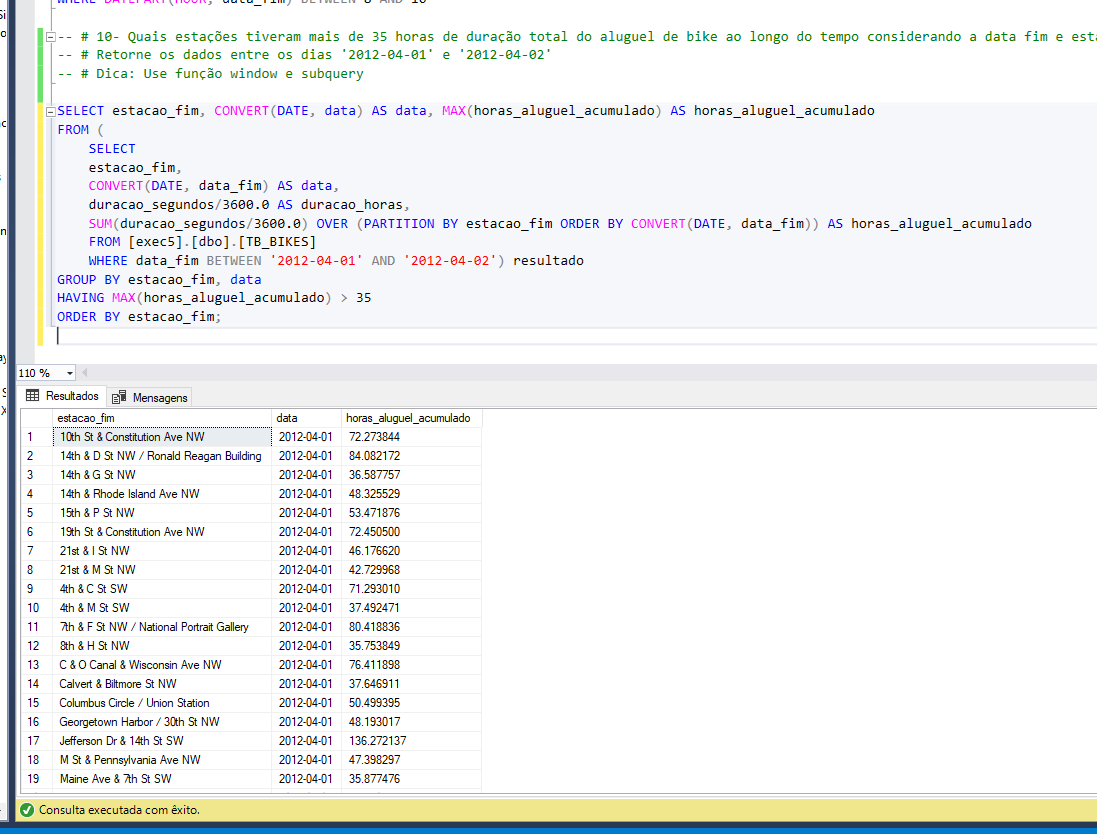 WHERE DATEPART(HOUR, data_fim) BETWEEN 8 AND 10
-- # 10- Quais estações tiveram mais de 35 horas de duração total do aluguel de bike ao longo do tempo considerando a data fim e
-- # Retorne os dados entre os dias '2012-04-01' e '2012-04-02'
-- # Dica: Use função window e subquery
SELECT estacao_fim, CONVERT(DATE, data) AS data, MAX(horas_aluguel_acumulado) AS horas_aluguel_acumulado
FROM (
SELECT
estacao_fim,
CONVERT(DATE, data_fim) AS data,
duracao_segundos/3600.0 AS duracao_horas,
SUM(duracao_segundos/3600.0) OVER (PARTITION BY estacao_fim ORDER BY CONVERT(DATE, data_fim)) AS horas_aluguel_acumulado
FROM [exec5].[dbo].[TB_BIKES]
WHERE data_fim BETWEEN '2012-04-01' AND '2012-04-02') resultado
GROUP BY estacao_fim, data
HAVING MAX(horas_aluguel_acumulado) > 35
ORDER BY estacao_fim;
110 %
Resultados Mensagens
estacao_fim data horas_aluguel_acumulado
1 10th St & Constitution Ave NW 2012-04-01 72.273844
2 14th & D St NW / Ronald Reagan Building 2012-04-01 84.082172
3 14th & G St NW 2012-04-01 36.587757
4 14th & Rhode Island Ave NW 2012-04-01 48.325529
5 15th & P St NW 2012-04-01 53.471876
6 19th St & Constitution Ave NW 2012-04-01 72.450500
7 21st & I St NW 2012-04-01 46.176620
8 21st & M St NW 2012-04-01 42.729968
9 4th & C St SW 2012-04-01 71.293010
10 4th & M St SW 2012-04-01 37.492471
11 7th & F St NW / National Portrait Gallery 2012-04-01 80.418836
12 8th & H St NW 2012-04-01 35.753849
13 C & O Canal & Wisconsin Ave NW 2012-04-01 76.411898
14 Calvert & Biltmore St NW 2012-04-01 37.646911
15 Columbus Circle / Union Station 2012-04-01 50.499395
16 Georgetown Harbor / 30th St NW 2012-04-01 48.193017
17 Jefferson Dr & 14th St SW 2012-04-01 136.272137
18 M St & Pennsylvania Ave NW 2012-04-01 47.398297
19 Maine Ave & 7th St SW 2012-04-01 35.877476
Consulta executada com êxito.